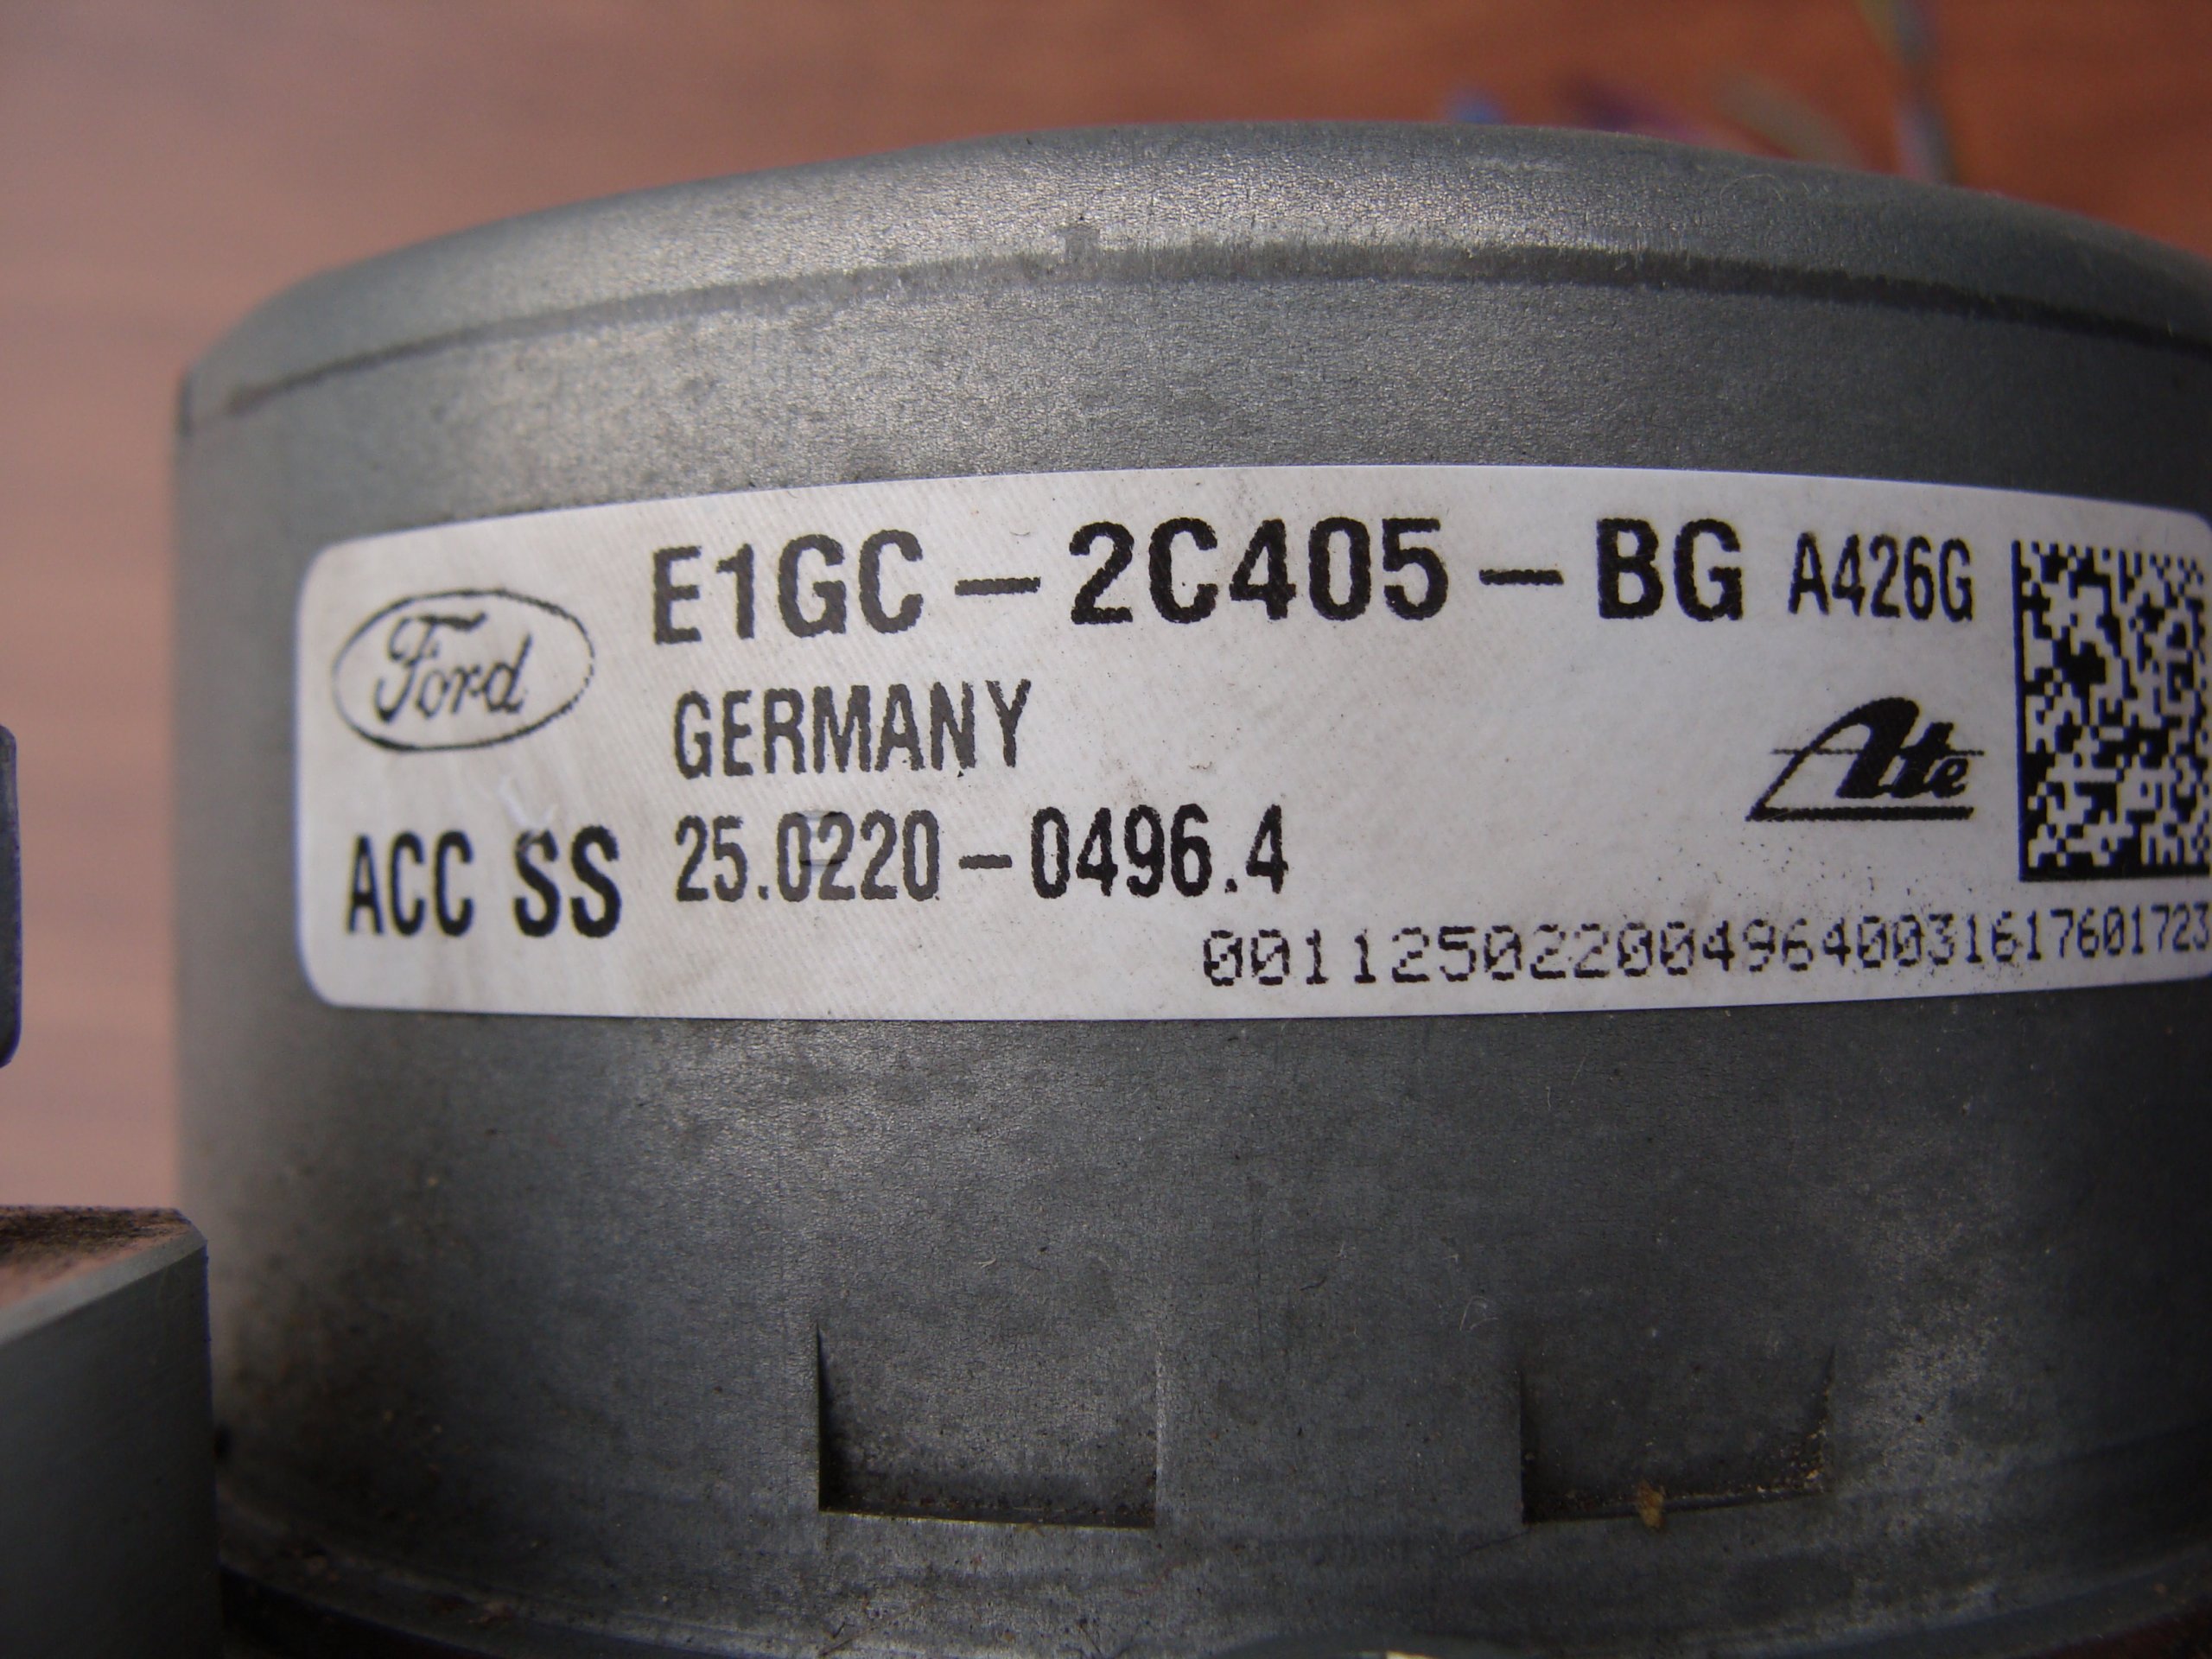 E1GC-2C405-BG A426G
Ford
GERMANY
Ate
ACC SS 25.0220-0496.4
0011250220049640031617601723